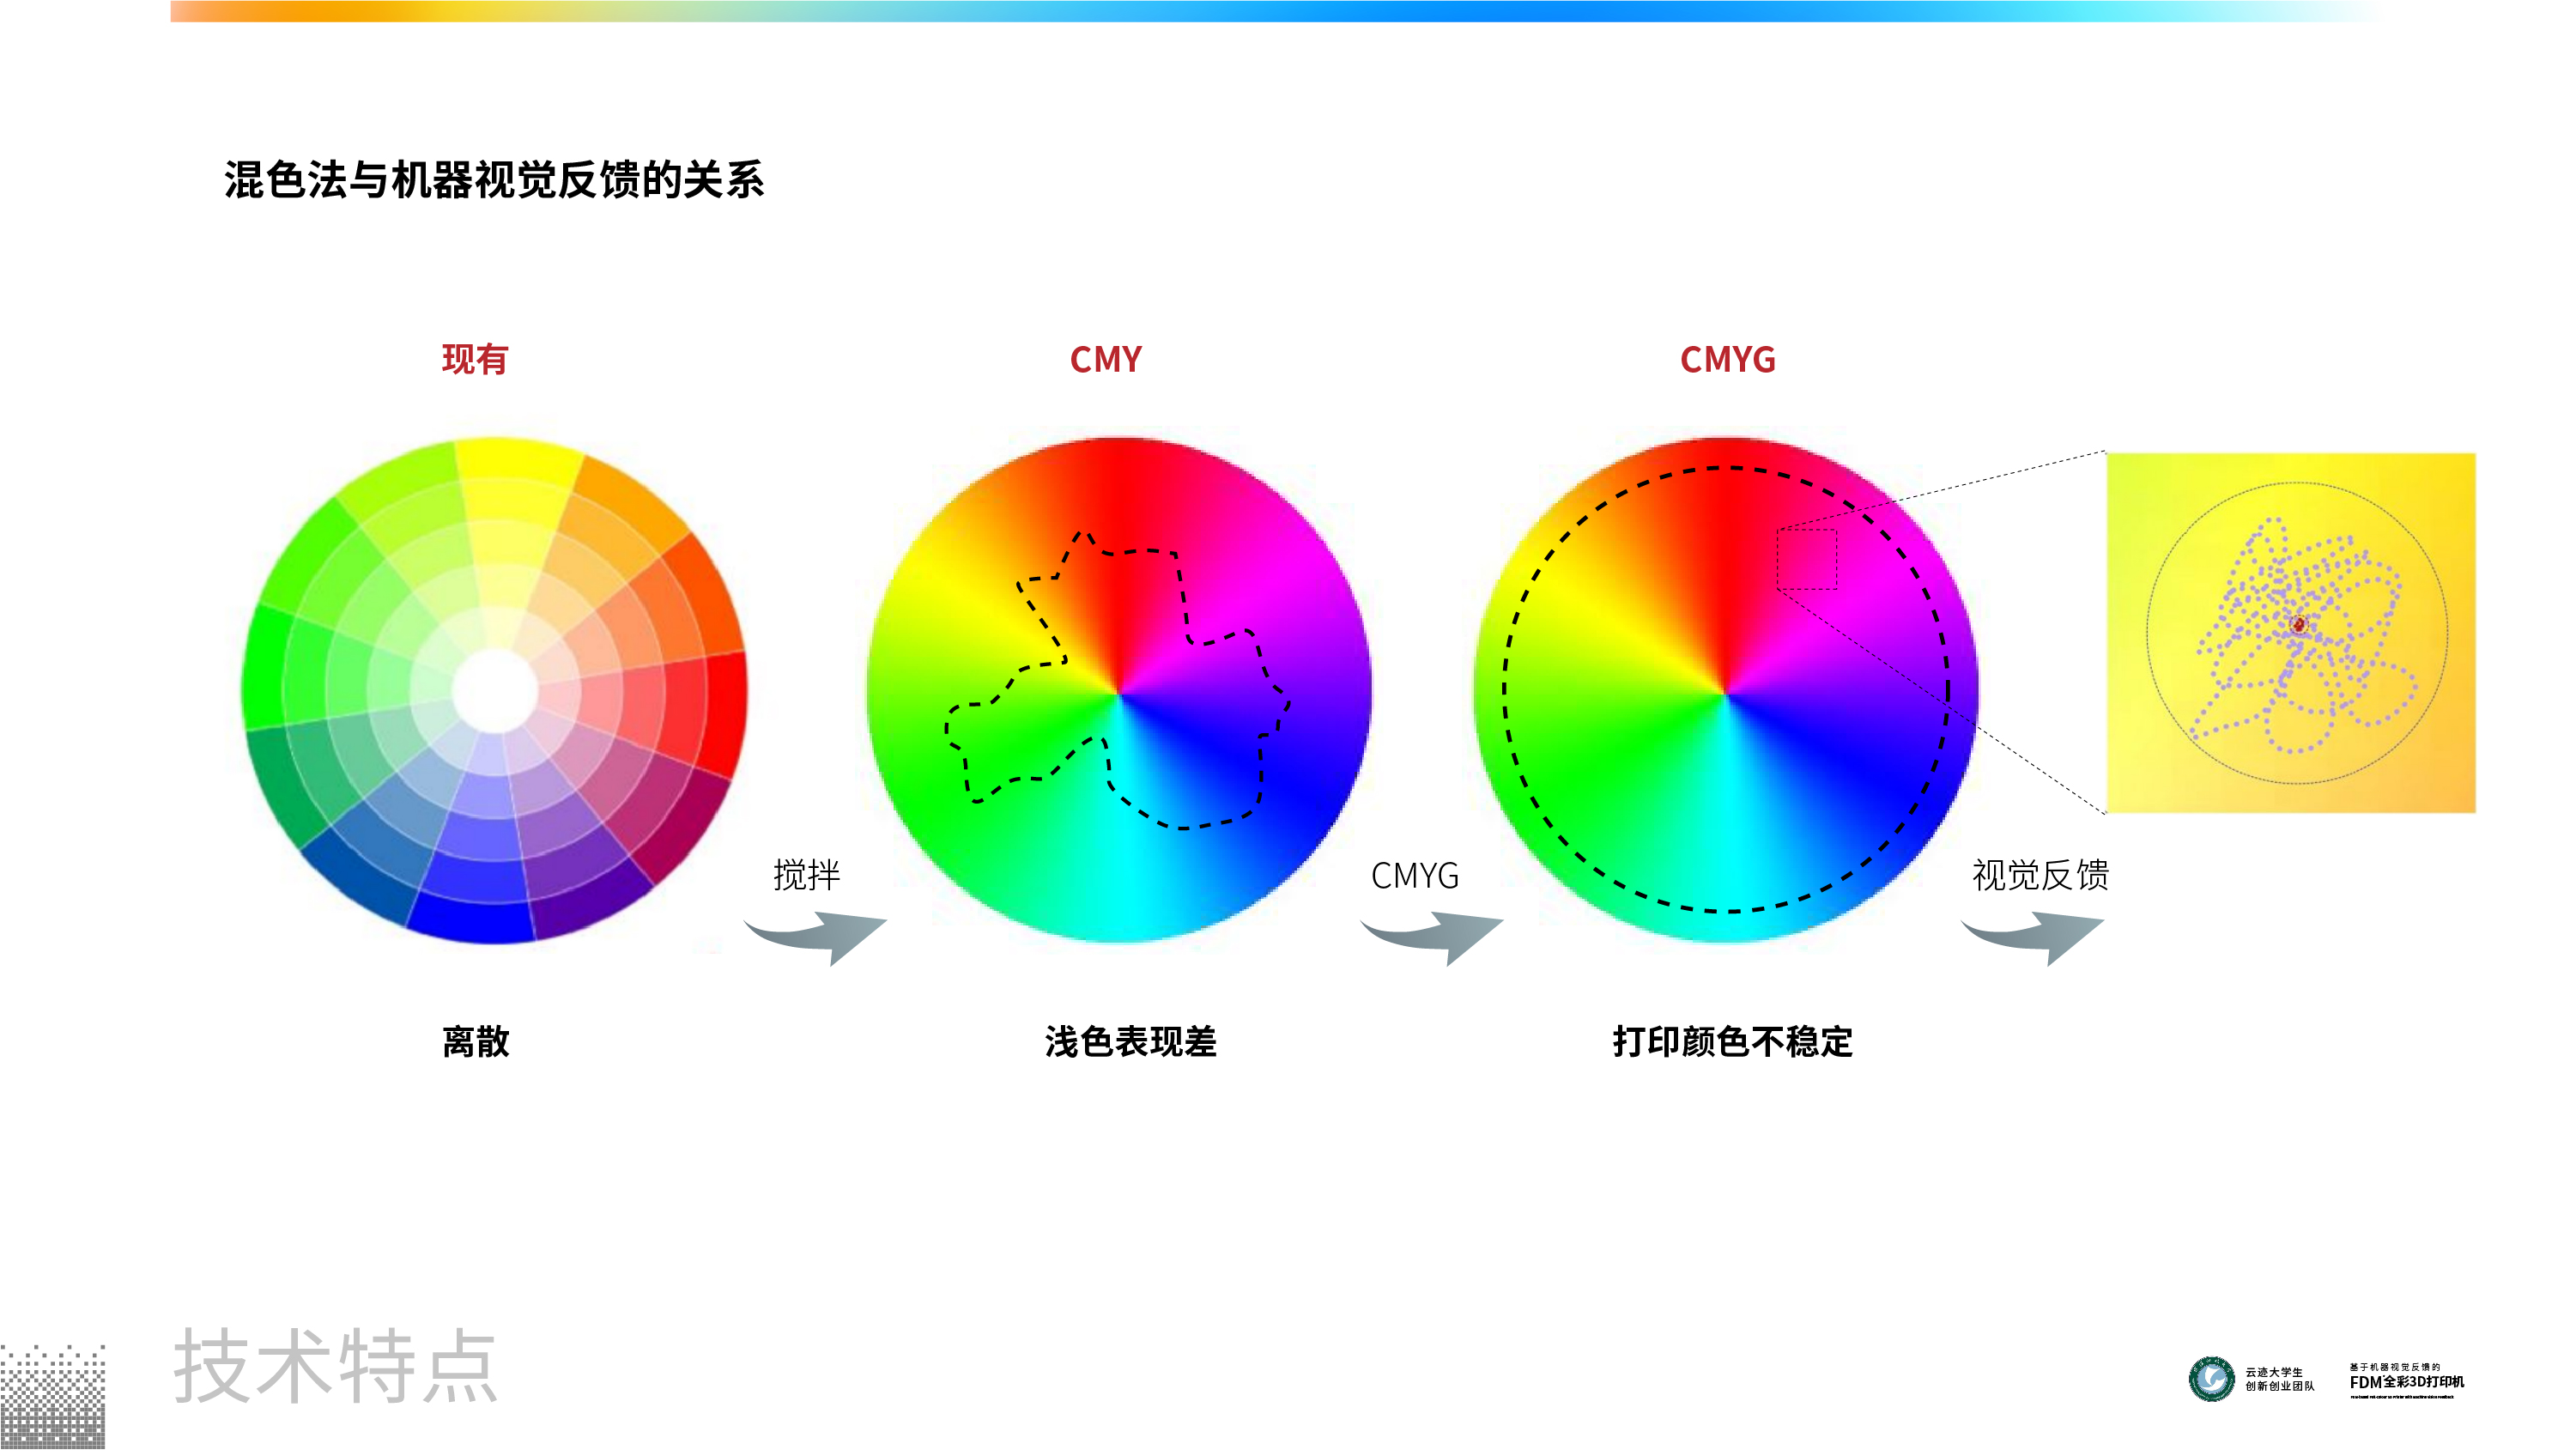 混色法与机器视觉反馈的关系
现有
CMY
CMYG
搅拌
CMYG
视觉反馈
离散
浅色表现差
打印颜色不稳定
技术特点
云迹大学生
创新创业团队
基于机器视觉反馈的
FDM全彩3D打印机